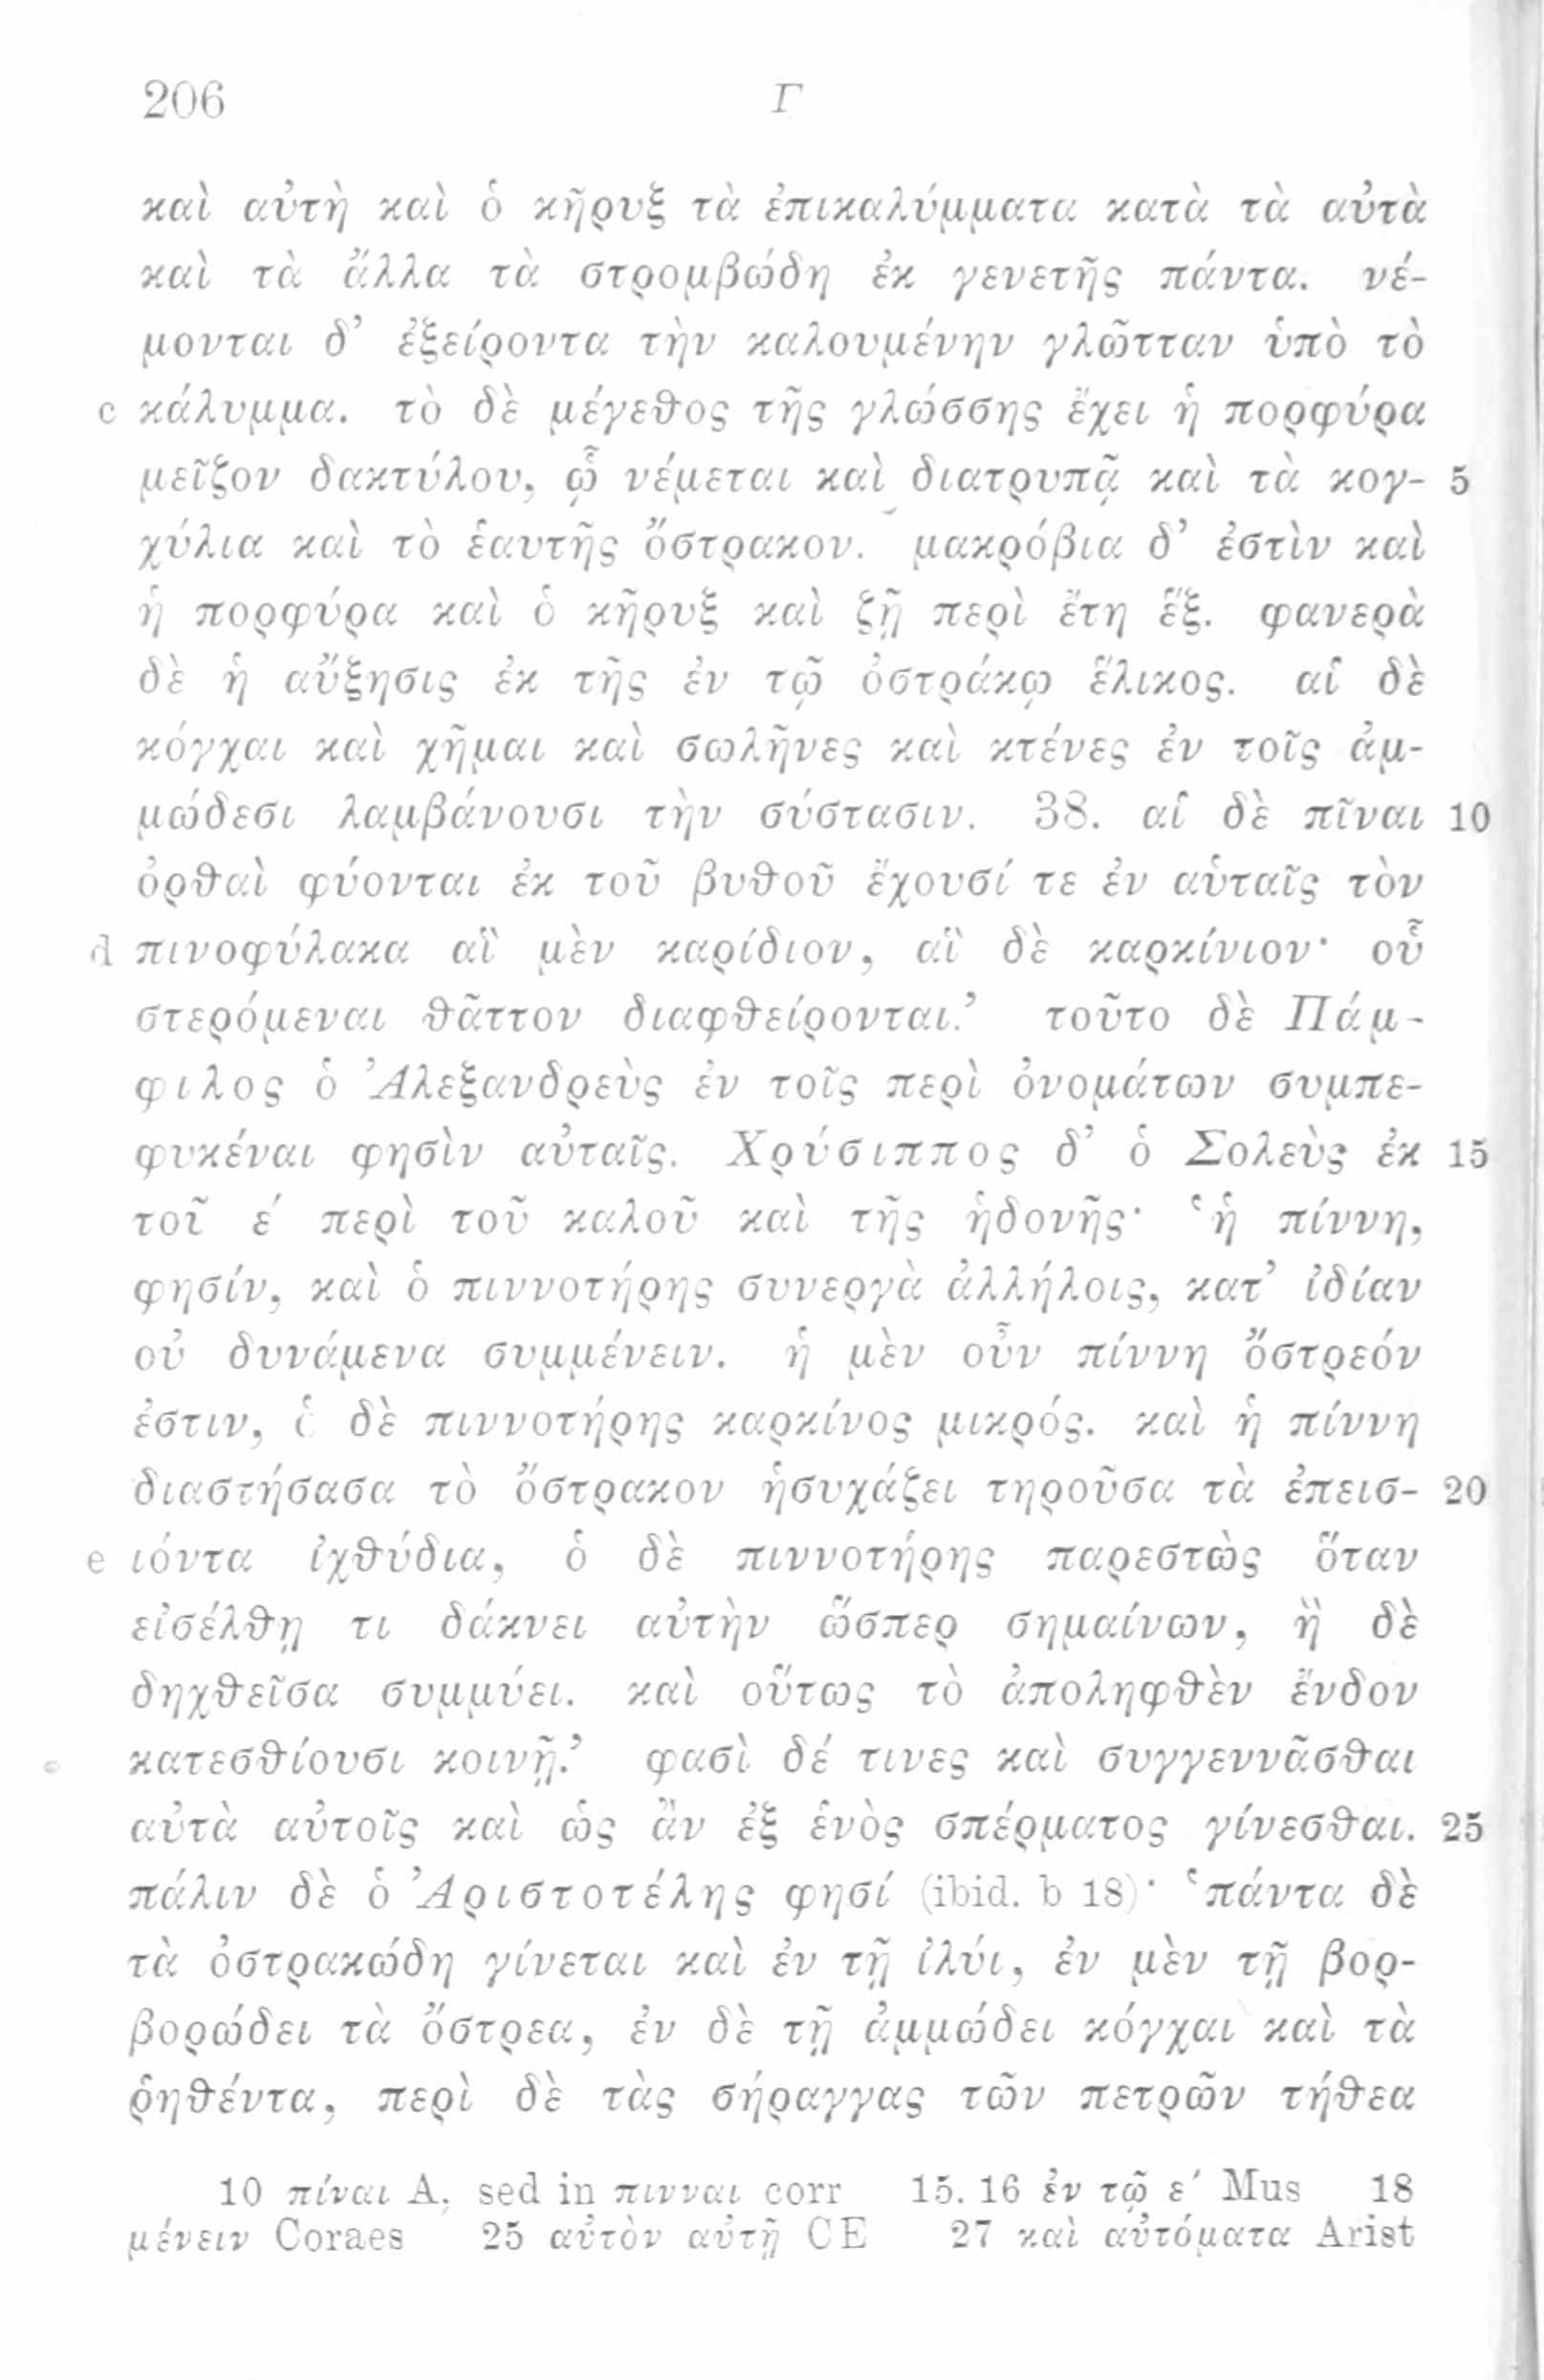 206 Γ
καὶ αὐτὴ καὶ ὁ κῆρυξ τὰ ἐπικαλύμματα κατὰ τὰ αὐτὰ
καὶ τὰ ἄλλα τὰ στρομβώδη ἐκ γενετῆς πάντα. νέ-
μονται δ’ ἐξείροντα τὴν καλουμένην γλῶτταν ὑπὸ τὸ
c κάλυμμα. τὸ δὲ μέγεθος τῆς γλώσσης ἔχει ἡ πορφύρα
μεῖζον δακτύλου, ᾧ νέμεται καὶ διατρυπᾷ καὶ τὰ κογ- 5
χύλια καὶ τὸ ἑαυτῆς ὄστρακον. μακρόβια δ’ ἐστὶν καὶ
ἡ πορφύρα καὶ ὁ κῆρυξ καὶ ζῇ περὶ ἔτη ἕξ. φανερὰ
δὲ ἡ αὔξησις ἐκ τῆς ἐν τῷ ὀστράκῳ ἕλικος. αἱ δὲ
κόγχαι καὶ χῆμαι καὶ σωλῆνες καὶ κτένες ἐν τοῖς ἀμ-
μώδεσι λαμβάνουσι τὴν σύστασιν. 38. αἱ δὲ πῖναι 10
ὀρθαὶ φύονται ἐκ τοῦ βυθοῦ ἔχουσί τε ἐν αὑταῖς τὸν
d πινοφύλακα αἳ μὲν καρίδιον, αἳ δὲ καρκίνιον· οὗ
στερόμεναι θᾶττον διαφθείρονται.’ τοῦτο δὲ Πάμ-
φιλος ὁ Ἀλεξανδρεὺς ἐν τοῖς περὶ ὀνομάτων συμπε-
φυκέναι φησὶν αὐταῖς. Χρύσιππος δ’ ὁ Σολεὺς ἐκ 15
τοῦ ε´ περὶ τοῦ καλοῦ καὶ τῆς ἡδονῆς· ‘ἡ πίννη,
φησίν, καὶ ὁ πιννοτήρης συνεργὰ ἀλλήλοις, κατ’ ἰδίαν
οὐ δυνάμενα συμμένειν. ἡ μὲν οὖν πίννη ὄστρεόν
ἐστιν, ὁ δὲ πιννοτήρης καρκίνος μικρός. καὶ ἡ πίννη
διαστήσασα τὸ ὄστρακον ἡσυχάζει τηροῦσα τὰ ἐπεισ- 20
e ιόντα ἰχθύδια, ὁ δὲ πιννοτήρης παρεστὼς ὅταν
εἰσέλθῃ τι δάκνει αὐτὴν ὥσπερ σημαίνων, ἣ δὲ
δηχθεῖσα συμμύει. καὶ οὕτως τὸ ἀποληφθὲν ἔνδον
κατεσθίουσι κοινῇ.’ φασὶ δέ τινες καὶ συγγεννᾶσθαι
αὐτὰ αὐτοῖς καὶ ὡς ἂν ἐξ ἑνὸς σπέρματος γίνεσθαι. 25
πάλιν δὲ ὁ Ἀριστοτέλης φησί (ibid. b 18)· ‘πάντα δὲ
τὰ ὀστρακώδη γίνεται καὶ ἐν τῇ ἰλύι, ἐν μὲν τῇ βορ-
βορώδει τὰ ὄστρεα, ἐν δὲ τῇ ἀμμώδει κόγχαι καὶ τὰ
ῥηθέντα, περὶ δὲ τὰς σήραγγας τῶν πετρῶν τήθεα
10 πίναι A, sed in πινναι corr 15. 16 ἐν τῷ ε´ Mus 18
μένειν Coraes 25 αὐτὸν αὐτῇ CE 27 καὶ αὐτόματα Arist